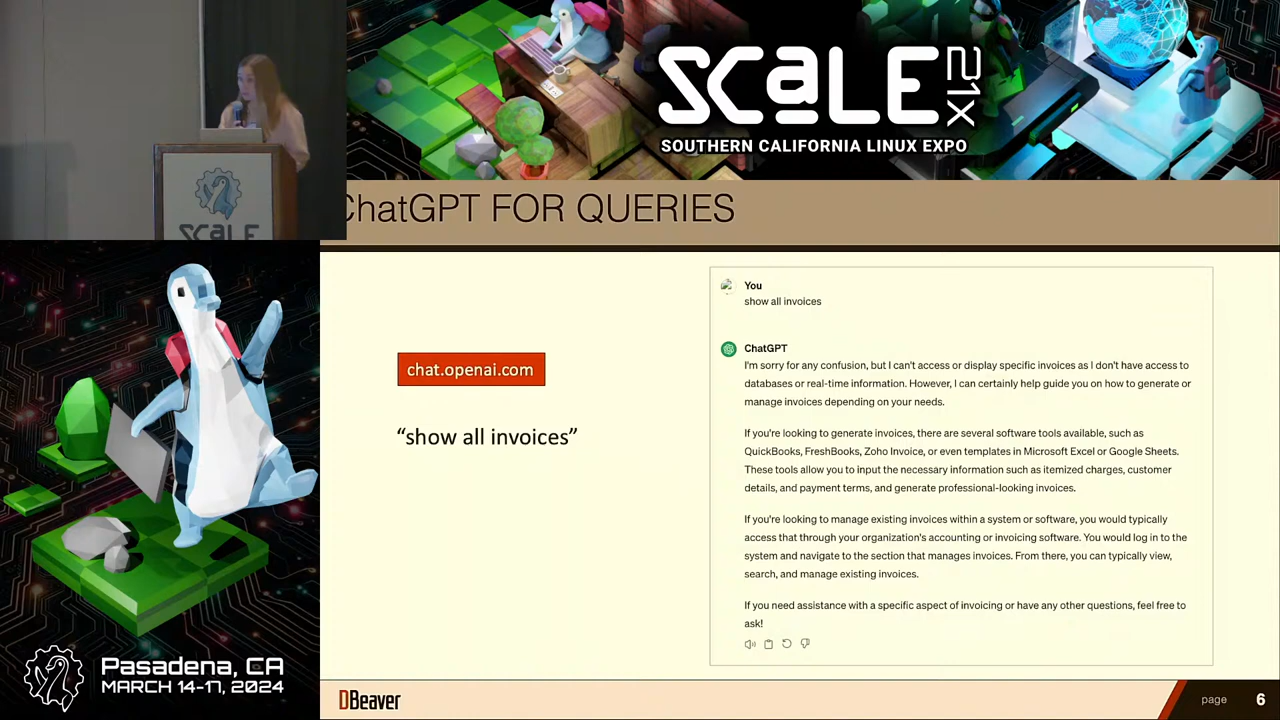 SCaLE 21X
SOUTHERN CALIFORNIA LINUX EXPO
SCALE
ChatGPT FOR QUERIES
chat.openai.com
“show all invoices”
You
show all invoices
ChatGPT
I'm sorry for any confusion, but I can't access or display specific invoices as I don't have access to
databases or real-time information. However, I can certainly help guide you on how to generate or
manage invoices depending on your needs.
If you're looking to generate invoices, there are several software tools available, such as
QuickBooks, FreshBooks, Zoho Invoice, or even templates in Microsoft Excel or Google Sheets.
These tools allow you to input the necessary information such as itemized charges, customer
details, and payment terms, and generate professional-looking invoices.
If you're looking to manage existing invoices within a system or software, you would typically
access that through your organization's accounting or invoicing software. You would log in to the
system and navigate to the section that manages invoices. From there, you can typically view,
search, and manage existing invoices.
If you need assistance with a specific aspect of invoicing or have any other questions, feel free to
ask!
Pasadena, CA
MARCH 14-17, 2024
DBeaver
page 6